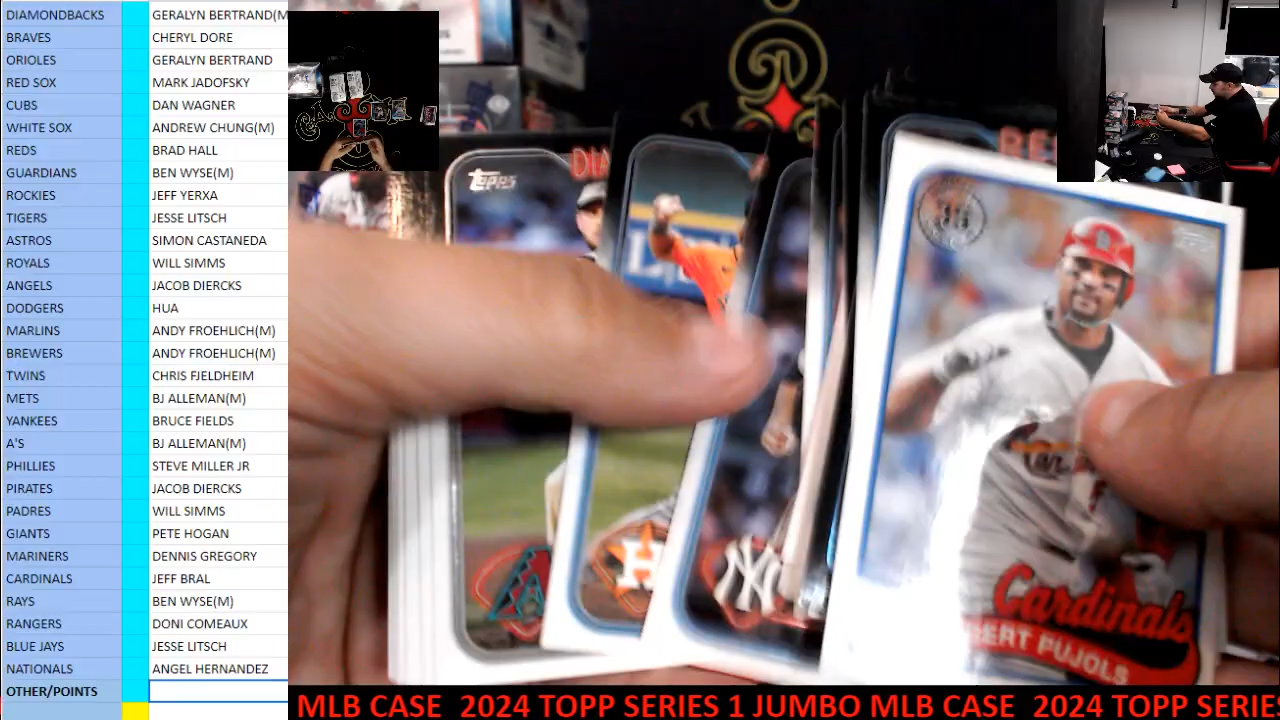 DIAMONDBACKS GERALYN BERTRAND(M
BRAVES CHERYL DORE
ORIOLES GERALYN BERTRAND
RED SOX MARK JADOFSKY
CUBS DAN WAGNER
WHITE SOX ANDREW CHUNG(M)
REDS BRAD HALL
GUARDIANS BEN WYSE(M)
ROCKIES JEFF YERXA
TIGERS JESSE LITSCH
ASTROS SIMON CASTANEDA
ROYALS WILL SIMMS
ANGELS JACOB DIERCKS
DODGERS HUA
MARLINS ANDY FROEHLICH(M)
BREWERS ANDY FROEHLICH(M)
TWINS CHRIS FJELDHEIM
METS BJ ALLEMAN(M)
YANKEES BRUCE FIELDS
A'S BJ ALLEMAN(M)
PHILLIES STEVE MILLER JR
PIRATES JACOB DIERCKS
PADRES WILL SIMMS
GIANTS PETE HOGAN
MARINERS DENNIS GREGORY
CARDINALS JEFF BRAL
RAYS BEN WYSE(M)
RANGERS DONI COMEAUX
BLUE JAYS JESSE LITSCH
NATIONALS ANGEL HERNANDEZ
OTHER/POINTS
TOPPS
DIA
RE
A
H
NY
Cardinals
BERT PUJOLS
MLB CASE 2024 TOPP SERIES 1 JUMBO MLB CASE 2024 TOPP SERIE